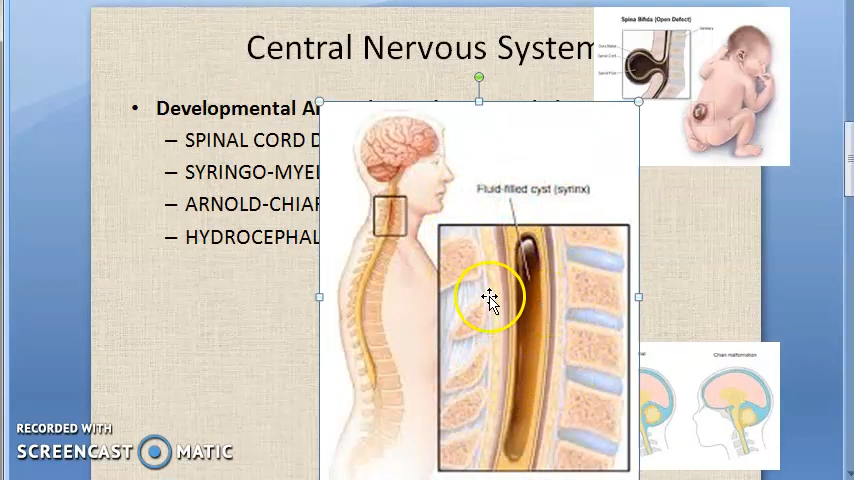 Central Nervous System
Spina Bifida (Open Defect)
• Developmental
– SPINAL CORD D
– SYRINGO-MYEL
– ARNOLD-CHIAR
– HYDROCEPHAL
Fluid-filled cyst (syrinx)
Chiari malformation
RECORDED WITH
SCREENCAST MATIC